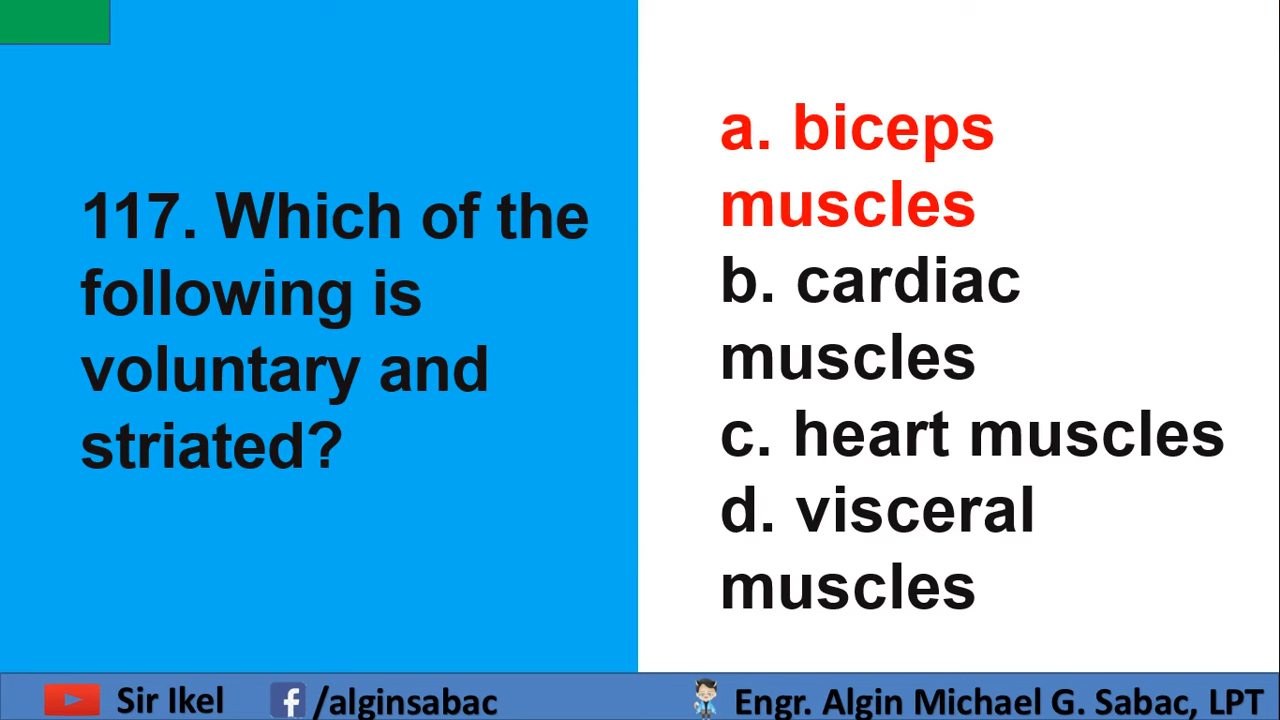 117. Which of the
following is
voluntary and
striated?
a. biceps
muscles
b. cardiac
muscles
c. heart muscles
d. visceral
muscles
Sir Ikel
/alginsabac
Engr. Algin Michael G. Sabac, LPT